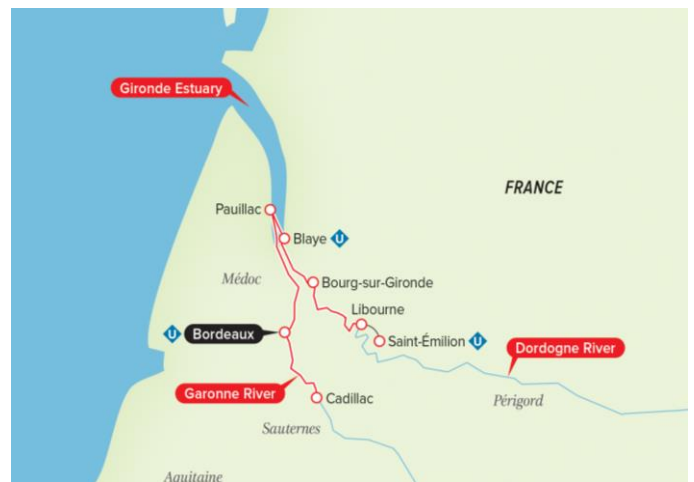 Gironde Estuary
FRANCE
Pauillac
Blaye U
Médoc
Bourg-sur-Gironde
Libourne
U Bordeaux
Saint-Émilion U
Dordogne River
Garonne River
Cadillac
Périgord
Sauternes
Aquitaine